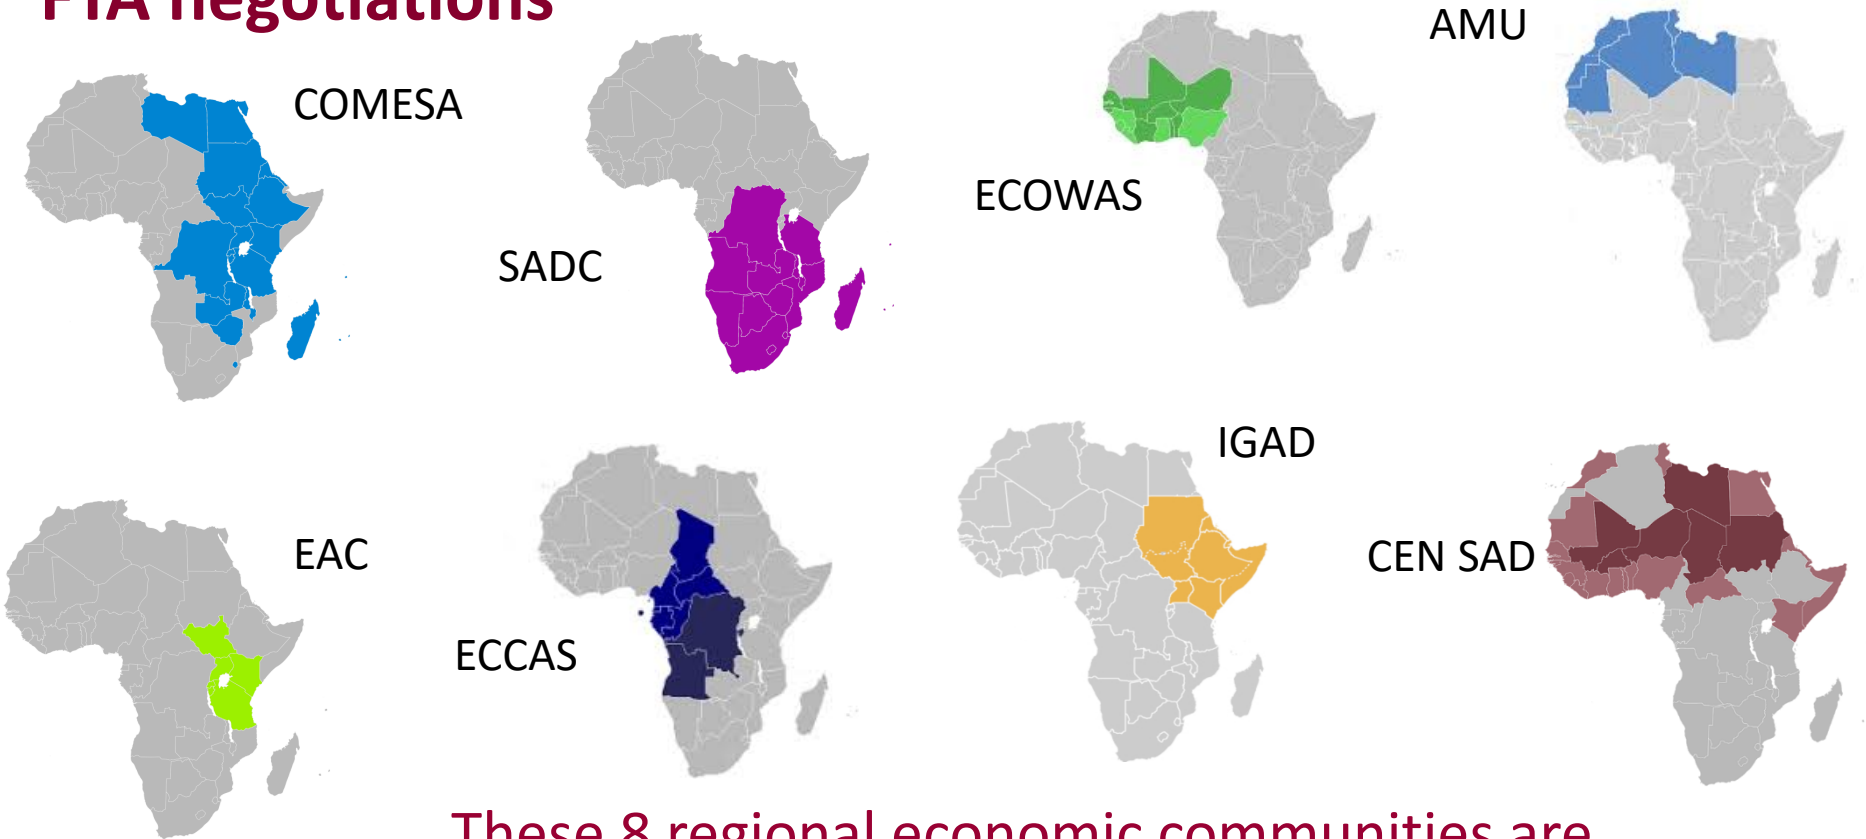 FTA negotiations
COMESA
SADC
ECOWAS
AMU
EAC
ECCAS
IGAD
CEN SAD
These 8 regional economic communities are